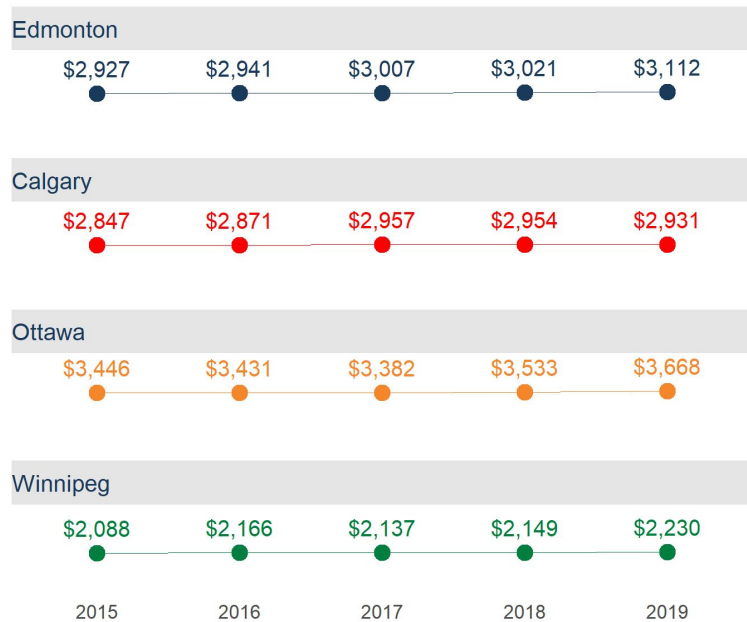 Edmonton
$2,927 $2,941 $3,007 $3,021 $3,112
Calgary
$2,847 $2,871 $2,957 $2,954 $2,931
Ottawa
$3,446 $3,431 $3,382 $3,533 $3,668
Winnipeg
$2,088 $2,166 $2,137 $2,149 $2,230
2015 2016 2017 2018 2019